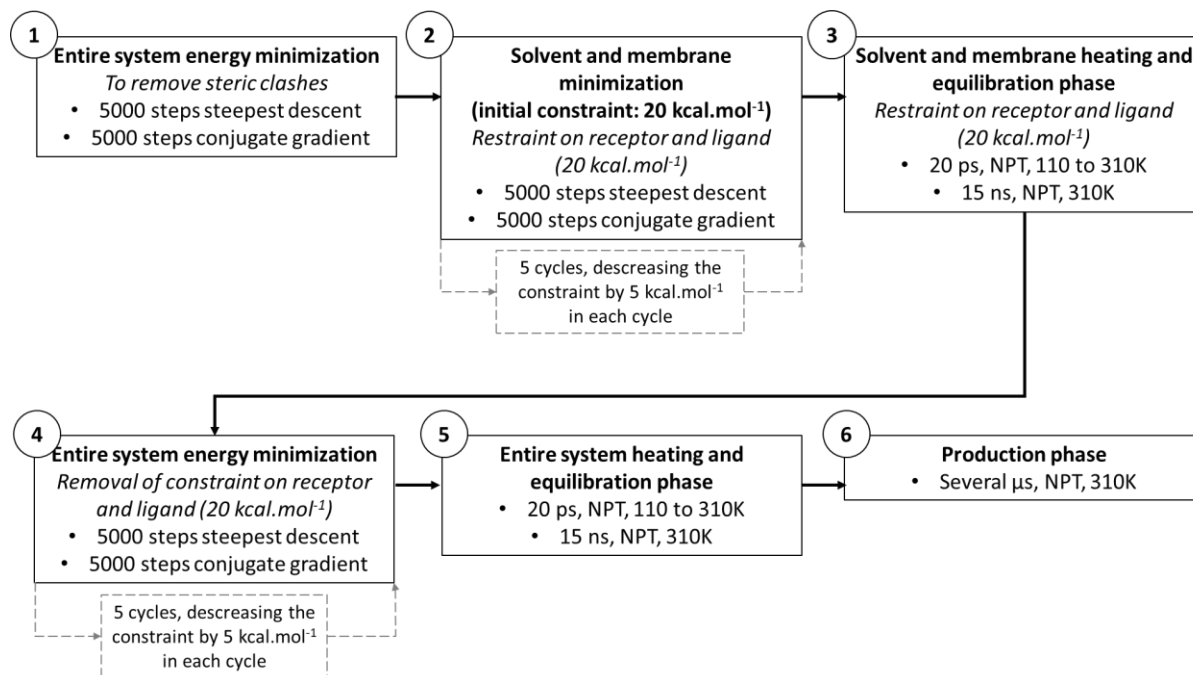 1
Entire system energy minimization
To remove steric clashes
• 5000 steps steepest descent
• 5000 steps conjugate gradient
2
Solvent and membrane
minimization
(initial constraint: 20 kcal.mol⁻¹)
Restraint on receptor and ligand
(20 kcal.mol⁻¹)
• 5000 steps steepest descent
• 5000 steps conjugate gradient
5 cycles, descreasing the
constraint by 5 kcal.mol⁻¹
in each cycle
3
Solvent and membrane heating and
equilibration phase
Restraint on receptor and ligand
(20 kcal.mol⁻¹)
• 20 ps, NPT, 110 to 310K
• 15 ns, NPT, 310K
4
Entire system energy minimization
Removal of constraint on receptor
and ligand (20 kcal.mol⁻¹)
• 5000 steps steepest descent
• 5000 steps conjugate gradient
5 cycles, descreasing the
constraint by 5 kcal.mol⁻¹
in each cycle
5
Entire system heating and
equilibration phase
• 20 ps, NPT, 110 to 310K
• 15 ns, NPT, 310K
6
Production phase
• Several µs, NPT, 310K